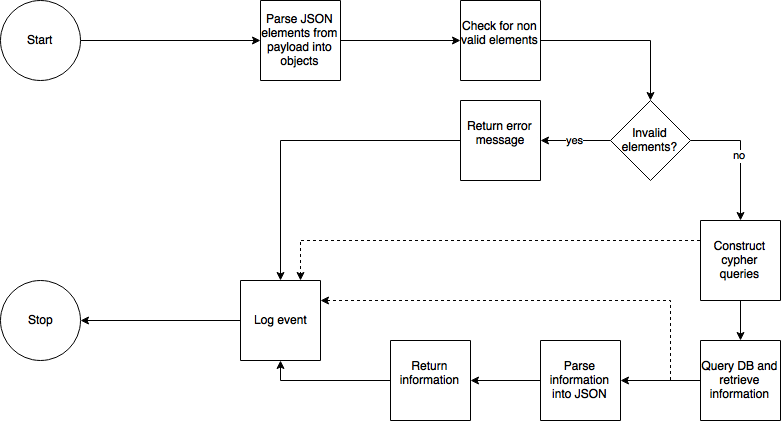 Start
Parse JSON
elements from
payload into
objects
Check for non
valid elements
Return error
message
yes
Invalid
elements?
no
Construct
cypher
queries
Stop
Log event
Return
information
Parse
information
into JSON
Query DB and
retrieve
information